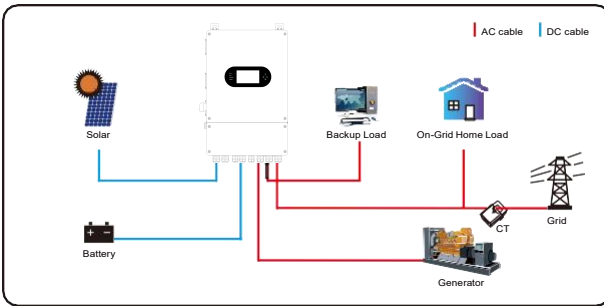 AC cable
DC cable
Solar
Backup Load
On-Grid Home Load
CT
Grid
Battery
Generator